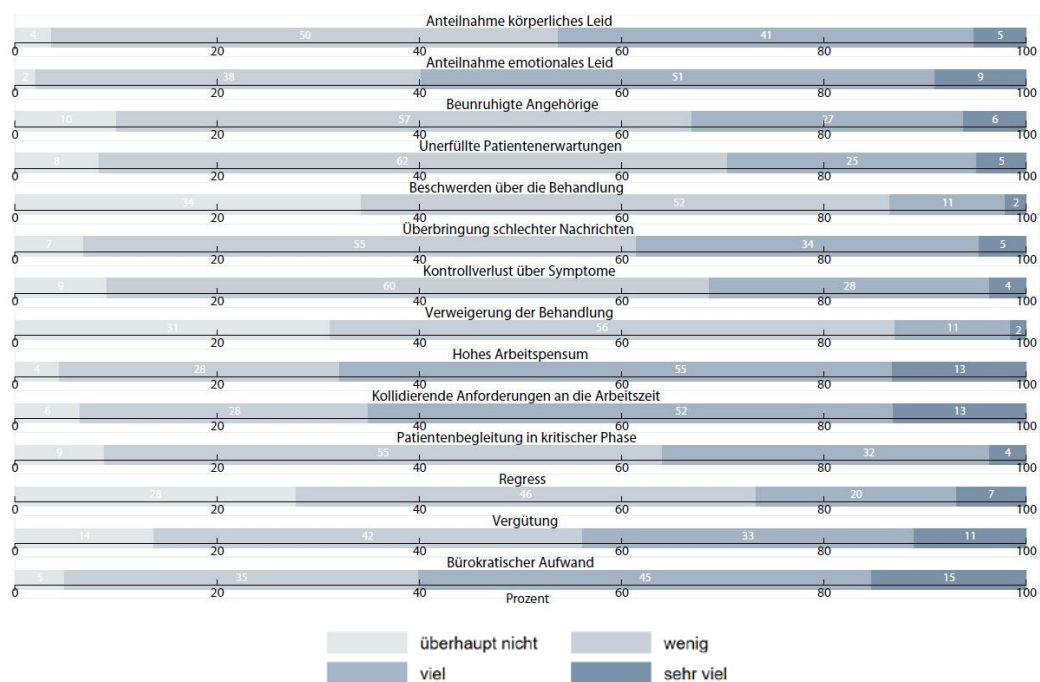 Anteilnahme körperliches Leid
4 50 41 5
0 20 40 60 80 100
Anteilnahme emotionales Leid
2 38 51 9
0 20 40 60 80 100
Beunruhigte Angehörige
10 57 27 6
0 20 40 60 80 100
Unerfüllte Patientenerwartungen
8 62 25 5
0 20 40 60 80 100
Beschwerden über die Behandlung
34 52 11 2
0 20 40 60 80 100
Überbringung schlechter Nachrichten
7 55 34 5
0 20 40 60 80 100
Kontrollverlust über Symptome
9 60 28 4
0 20 40 60 80 100
Verweigerung der Behandlung
31 56 11 2
0 20 40 60 80 100
Hohes Arbeitspensum
4 28 55 13
0 20 40 60 80 100
Kollidierende Anforderungen an die Arbeitszeit
6 28 52 13
0 20 40 60 80 100
Patientenbegleitung in kritischer Phase
9 55 32 4
0 20 40 60 80 100
Regress
28 46 20 7
0 20 40 60 80 100
Vergütung
14 42 33 11
0 20 40 60 80 100
Bürokratischer Aufwand
5 35 45 15
0 20 40 60 80 100
Prozent
überhaupt nicht wenig
viel sehr viel